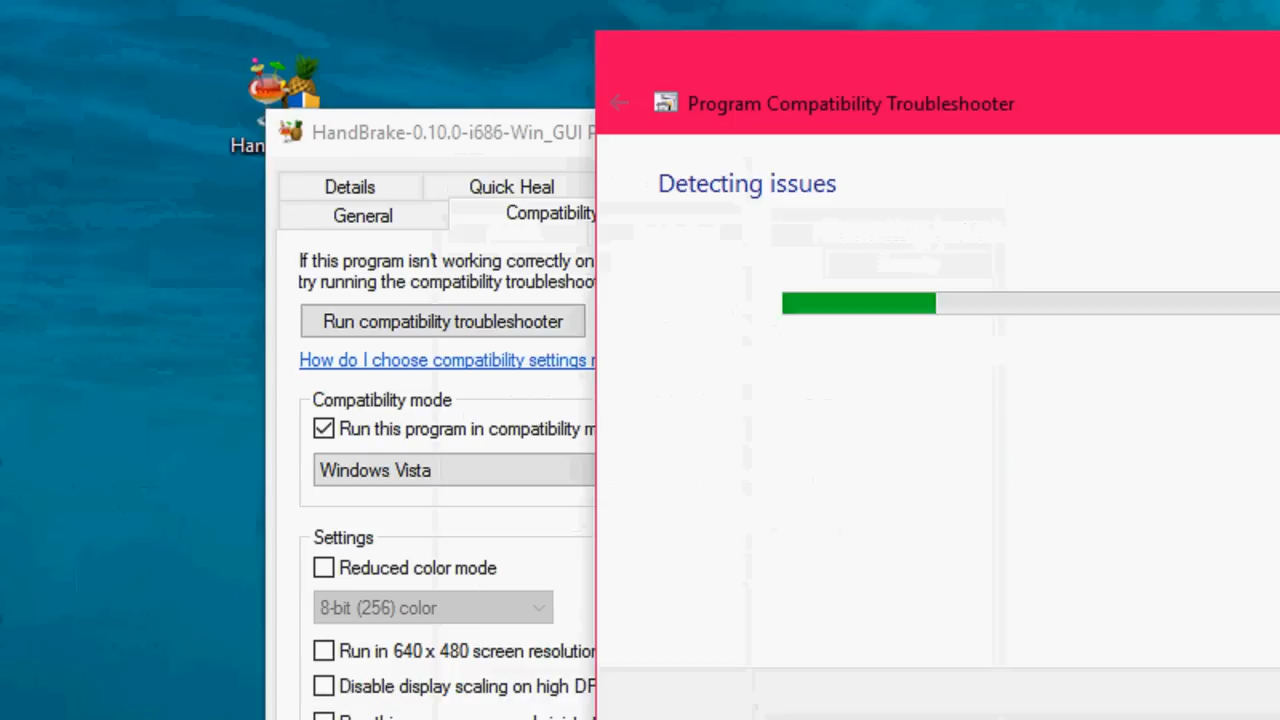 Han
HandBrake-0.10.0-i686-Win_GUI P
Details
Quick Heal
General
Compatibility
If this program isn't working correctly on
try running the compatibility troubleshoo
Run compatibility troubleshooter
How do I choose compatibility settings
Compatibility mode
Run this program in compatibility m
Windows Vista
Settings
Reduced color mode
8-bit (256) color
Run in 640 x 480 screen resolution
Disable display scaling on high DP
Program Compatibility Troubleshooter
Detecting issues